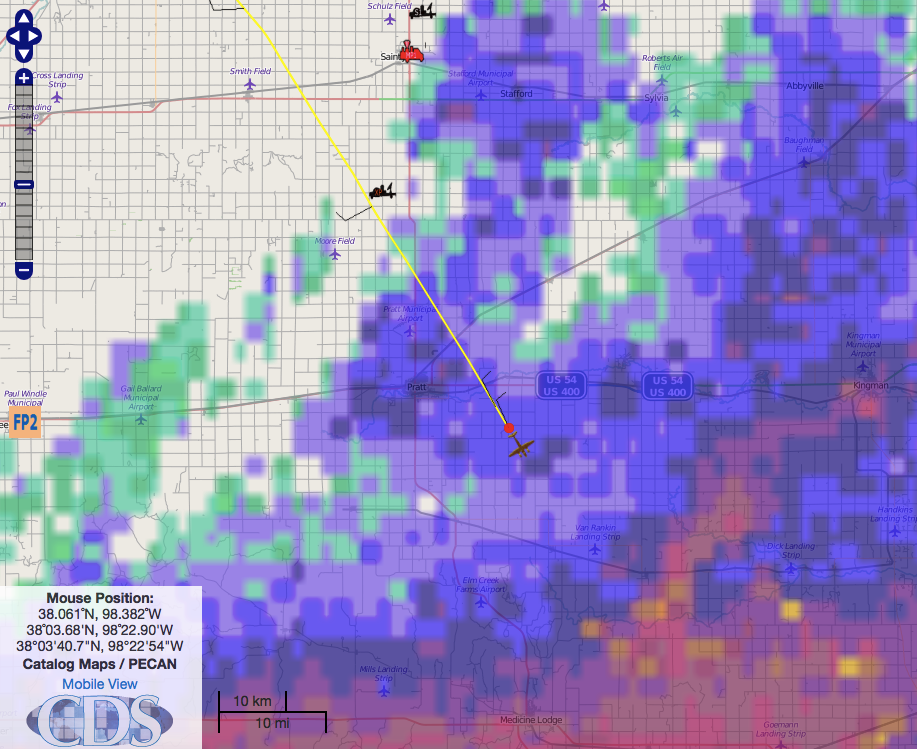 Schulz Field
Saint
Smith Field
Cross Landing
Strip
Fox Landing
Strip
Stafford Municipal
Airport
Stafford
Roberts Air
Field
Sylvia
Abbyville
Baughman
Field
Moore Field
Pratt Municipal
Airport
Pratt
US 54
US 400
US 54
US 400
Kingman
Municipal
Airport
Kingman
Paul Windle
Municipal
FP2
Gail Ballard
Municipal
Airport
Van Rankin
Landing Strip
Dick Landing
Strip
Landing Strip
Elm Creek
Farms Airport
Mills Landing
Strip
Medicine Lodge
Goemann
Landing Strip
Mouse Position:
38.061°N, 98.382°W
38°03.68'N, 98°22.90'W
38°03'40.7"N, 98°22'54"W
Catalog Maps / PECAN
Mobile View
CDS
10 km
10 mi